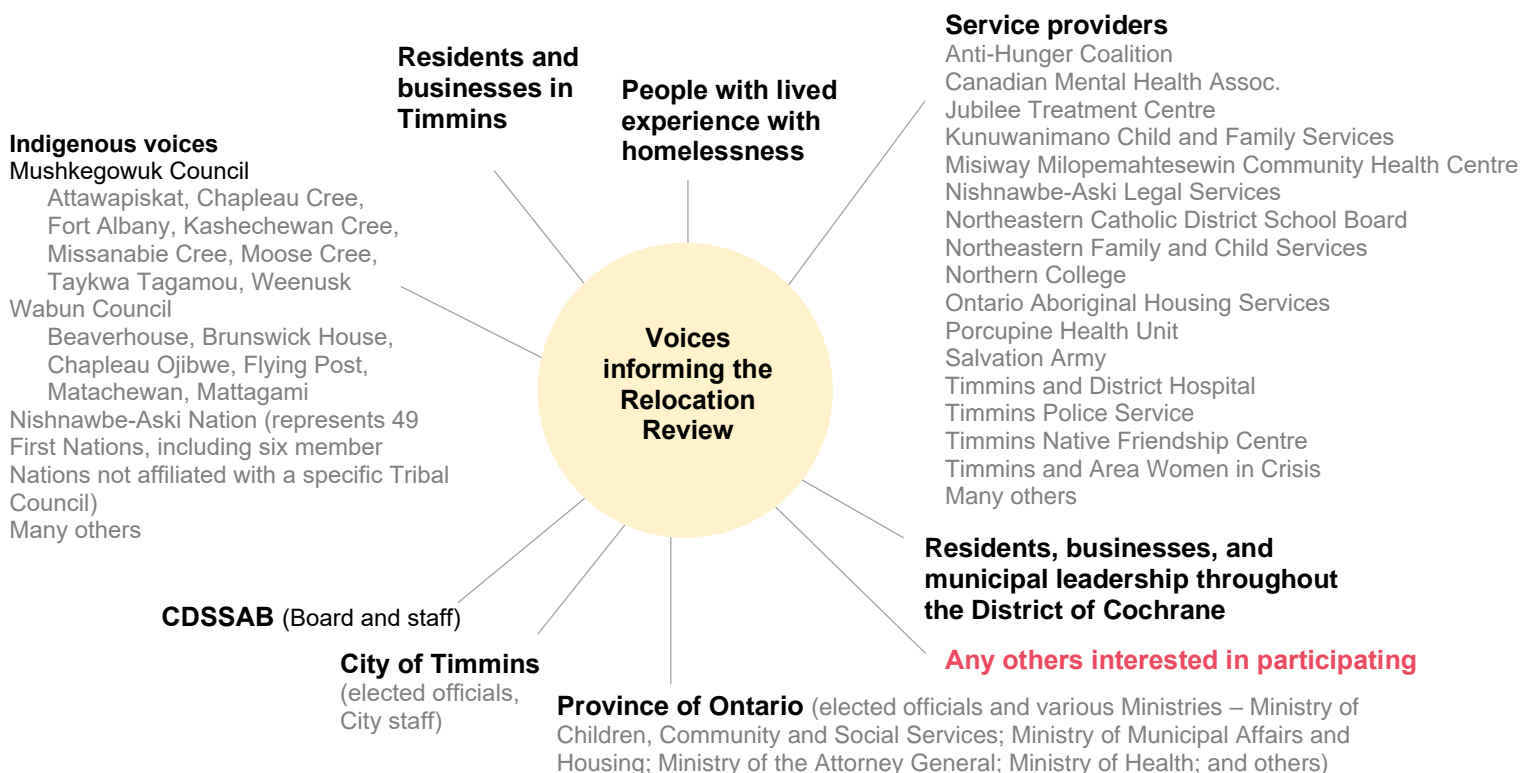 Residents and
businesses in
Timmins
People with lived
experience with
homelessness
Service providers
Anti-Hunger Coalition
Canadian Mental Health Assoc.
Jubilee Treatment Centre
Kunuwanimano Child and Family Services
Misiway Milopemahtesewin Community Health Centre
Nishnawbe-Aski Legal Services
Northeastern Catholic District School Board
Northeastern Family and Child Services
Northern College
Ontario Aboriginal Housing Services
Porcupine Health Unit
Salvation Army
Timmins and District Hospital
Timmins Police Service
Timmins Native Friendship Centre
Timmins and Area Women in Crisis
Many others
Indigenous voices
Mushkegowuk Council
Attawapiskat, Chapleau Cree,
Fort Albany, Kashechewan Cree,
Missanabie Cree, Moose Cree,
Taykwa Tagamou, Weenusk
Wabun Council
Beaverhouse, Brunswick House,
Chapleau Ojibwe, Flying Post,
Matachewan, Mattagami
Nishnawbe-Aski Nation (represents 49
First Nations, including six member
Nations not affiliated with a specific Tribal
Council)
Many others
Voices
informing the
Relocation
Review
Residents, businesses, and
municipal leadership throughout
the District of Cochrane
Any others interested in participating
CDSSAB (Board and staff)
City of Timmins
(elected officials,
City staff)
Province of Ontario (elected officials and various Ministries – Ministry of
Children, Community and Social Services; Ministry of Municipal Affairs and
Housing; Ministry of the Attorney General; Ministry of Health; and others)